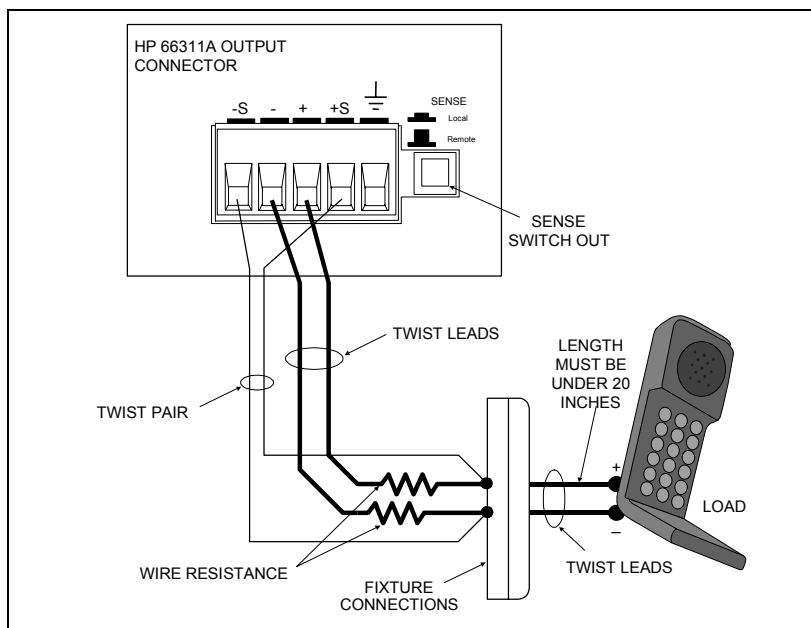 HP 66311A OUTPUT
CONNECTOR
-S - + +S
SENSE
Local
Remote
SENSE
SWITCH OUT
TWIST LEADS
LENGTH
MUST BE
UNDER 20
INCHES
TWIST PAIR
+
LOAD
–
WIRE RESISTANCE
FIXTURE
CONNECTIONS
TWIST LEADS